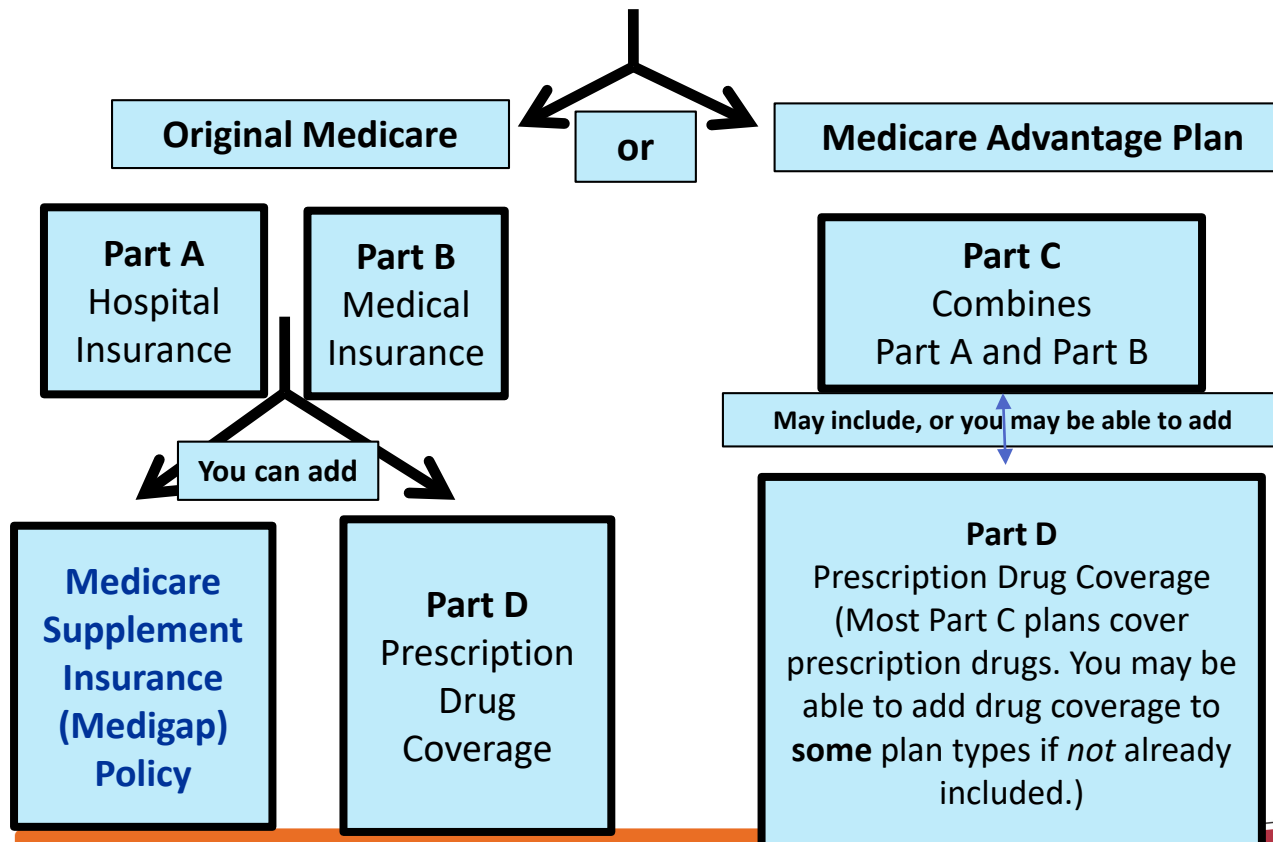 Original Medicare
or
Medicare Advantage Plan
Part A
Hospital
Insurance
Part B
Medical
Insurance
Part C
Combines
Part A and Part B
You can add
May include, or you may be able to add
Medicare
Supplement
Insurance
(Medigap)
Policy
Part D
Prescription
Drug
Coverage
Part D
Prescription Drug Coverage
(Most Part C plans cover
prescription drugs. You may be
able to add drug coverage to
some plan types if not already
included.)